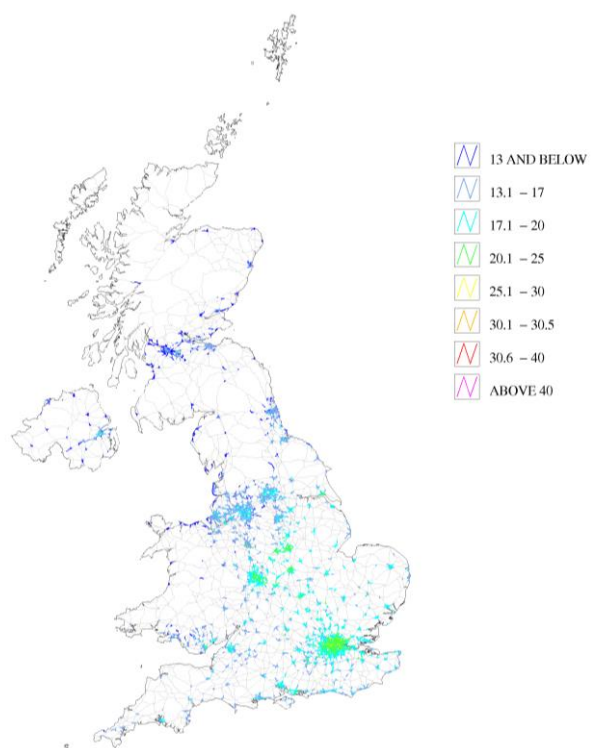 13 AND BELOW
13.1 – 17
17.1 – 20
20.1 – 25
25.1 – 30
30.1 – 30.5
30.6 – 40
ABOVE 40